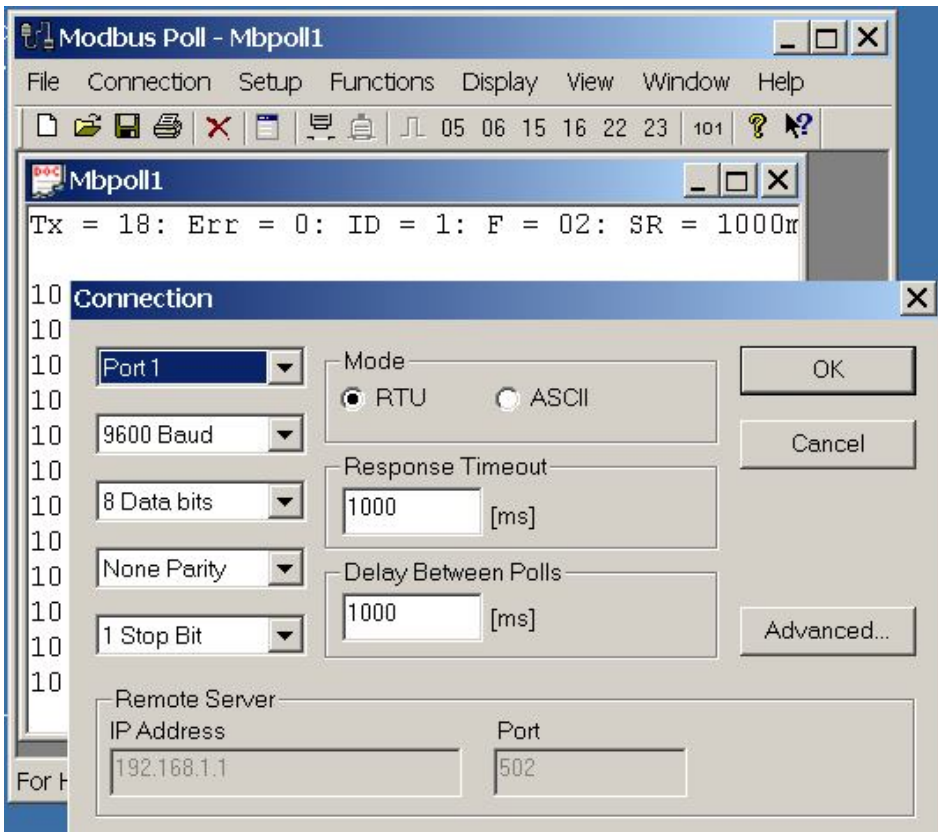 Modbus Poll - Mbpoll1
File Connection Setup Functions Display View Window Help
05 06 15 16 22 23 101
Mbpoll1
Tx = 18: Err = 0: ID = 1: F = 02: SR = 1000m
10
10
10
10
10
10
10
10
10
10
10
10
Connection
Port 1
9600 Baud
8 Data bits
None Parity
1 Stop Bit
Mode
RTU ASCII
Response Timeout
1000 [ms]
Delay Between Polls
1000 [ms]
OK
Cancel
Advanced...
Remote Server
IP Address Port
192.168.1.1 502
For